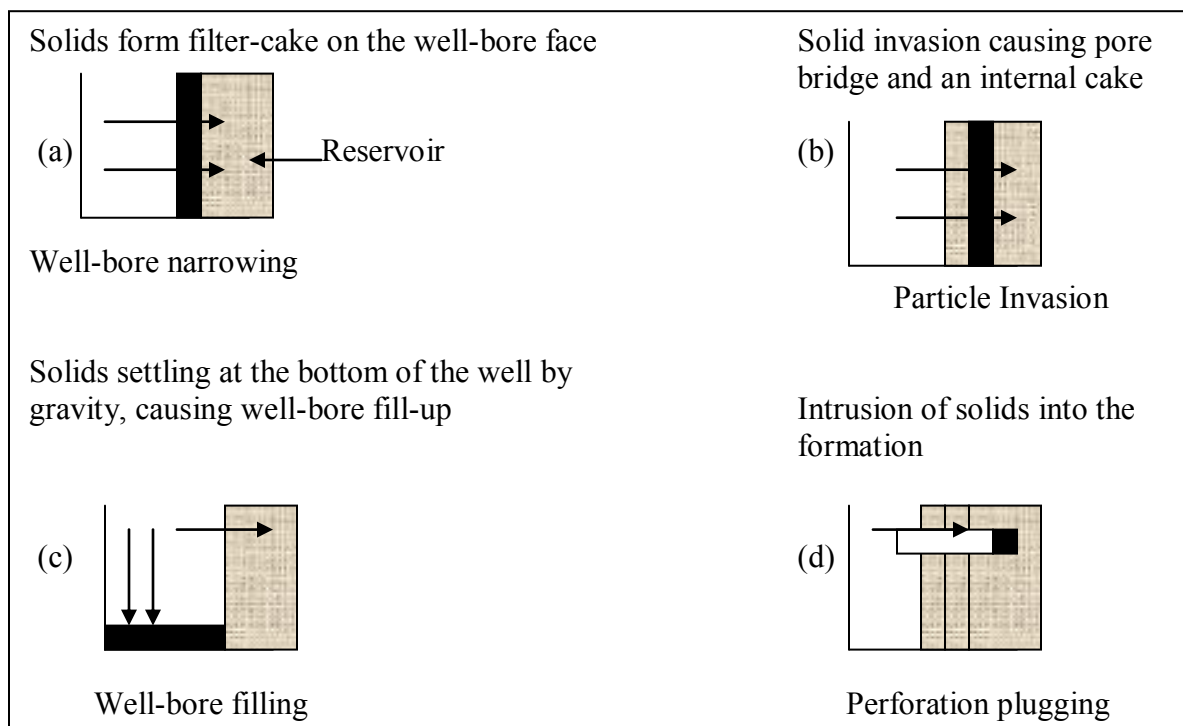 Solids form filter-cake on the well-bore face
(a)
Reservoir
Well-bore narrowing
Solid invasion causing pore
bridge and an internal cake
(b)
Particle Invasion
Solids settling at the bottom of the well by
gravity, causing well-bore fill-up
(c)
Well-bore filling
Intrusion of solids into the
formation
(d)
Perforation plugging